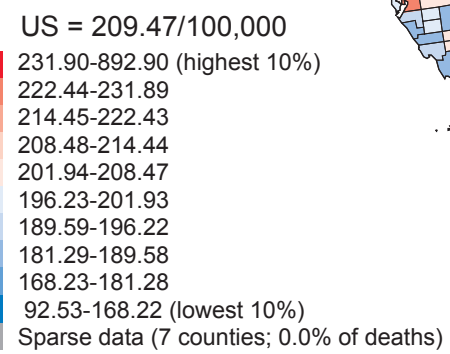 US = 209.47/100,000
231.90-892.90 (highest 10%)
222.44-231.89
214.45-222.43
208.48-214.44
201.94-208.47
196.23-201.93
189.59-196.22
181.29-189.58
168.23-181.28
92.53-168.22 (lowest 10%)
Sparse data (7 counties; 0.0% of deaths)